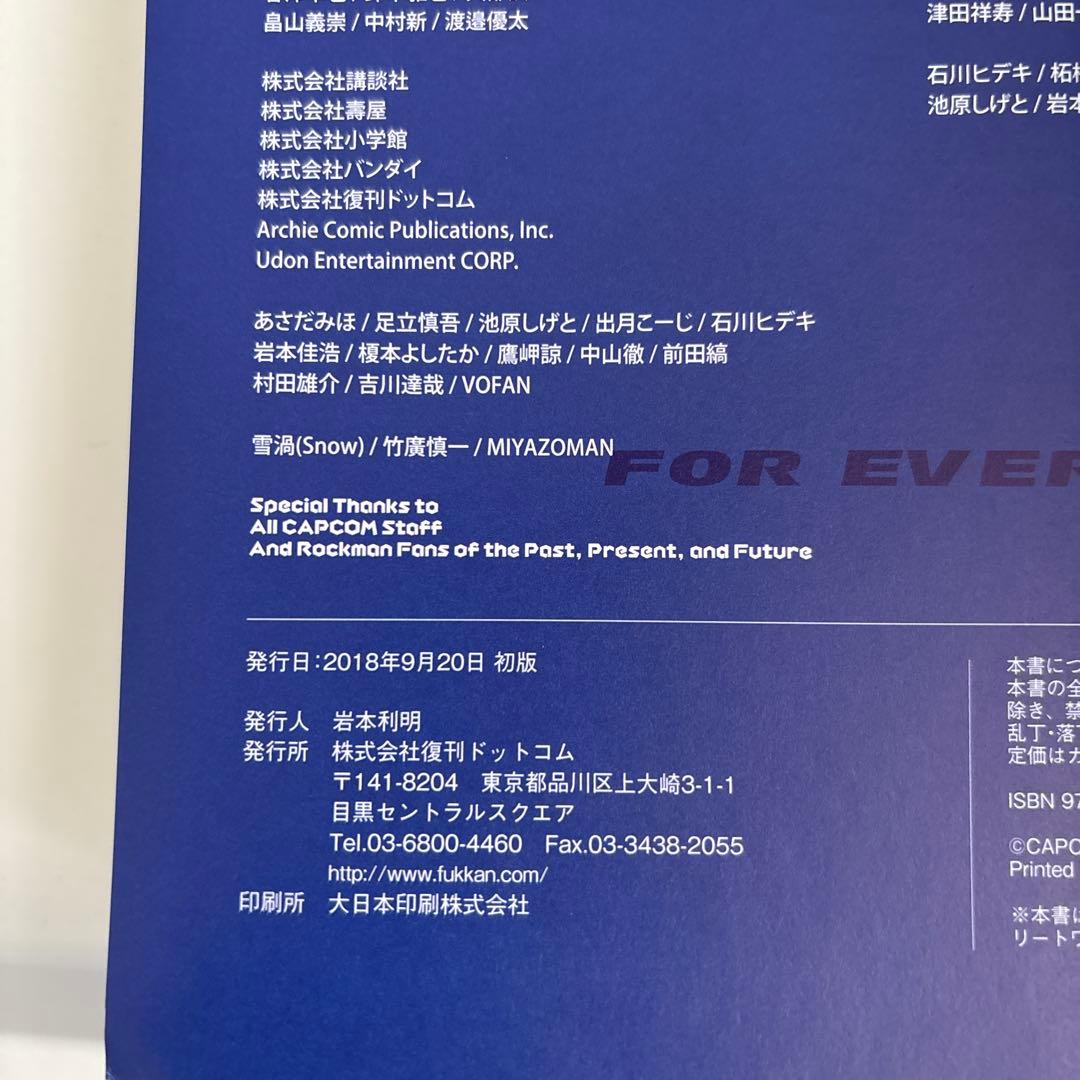 畠山義崇 / 中村新 / 渡邉優太
株式会社講談社
株式会社壽屋
株式会社小学館
株式会社バンダイ
株式会社復刊ドットコム
Archie Comic Publications, Inc.
Udon Entertainment CORP.
あさだみほ / 足立慎吾 / 池原しげと / 出月こーじ / 石川ヒデキ
岩本佳浩 / 榎本よしたか / 鷹岬諒 / 中山徹 / 前田縞
村田雄介 / 吉川達哉 / VOFAN
雪渦(Snow) / 竹廣慎一 / MIYAZOMAN
FOR EVER
Special Thanks to
All CAPCOM Staff
And Rockman Fans of the Past, Present, and Future
津田祥寿 / 山田
石川ヒデキ / 柘
池原しげと / 岩本
発行日:2018年9月20日 初版
発行人 岩本利明
発行所 株式会社復刊ドットコム
〒141-8204 東京都品川区上大崎3-1-1
目黒セントラルスクエア
Tel.03-6800-4460 Fax.03-3438-2055
http://www.fukkan.com/
印刷所 大日本印刷株式会社
本書につ
本書の全
除き、禁
乱丁・落丁
定価はカ
ISBN 97
©CAPC
Printed
※本書に
リートワ